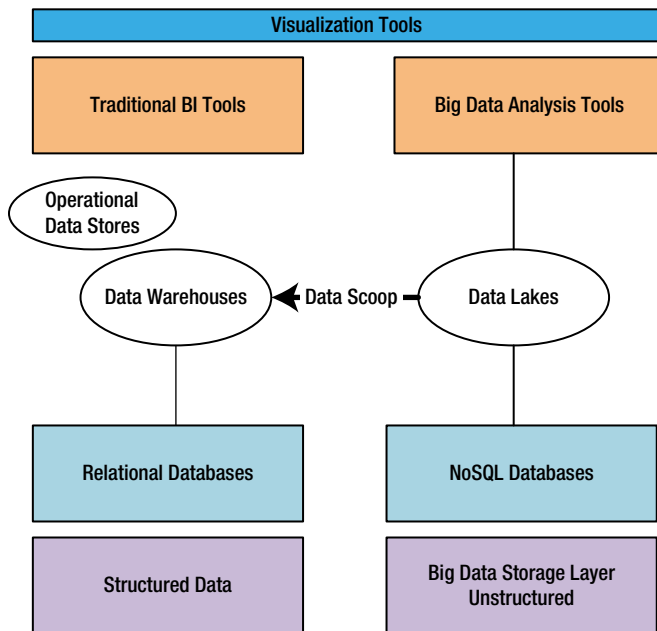 Visualization Tools
Traditional BI Tools
Big Data Analysis Tools
Operational
Data Stores
Data Warehouses
Data Scoop
Data Lakes
Relational Databases
NoSQL Databases
Structured Data
Big Data Storage Layer
Unstructured